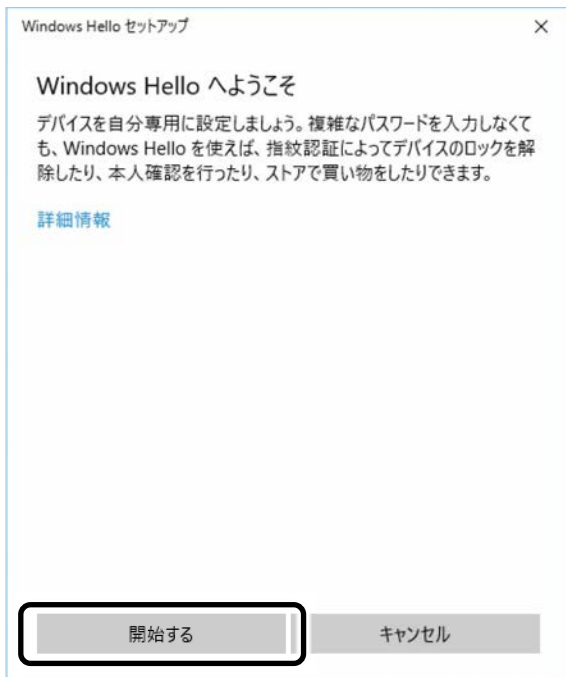 Windows Hello セットアップ
Windows Hello へようこそ
デバイスを自分専用に設定しましょう。複雑なパスワードを入力しなくて
も、Windows Hello を使えば、指紋認証によってデバイスのロックを解
除したり、本人確認を行ったり、ストアで買い物をしたりできます。
詳細情報
開始する
キャンセル